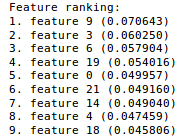 Feature ranking:
1. feature 9 (0.070643)
2. feature 3 (0.060250)
3. feature 6 (0.057904)
4. feature 19 (0.054016)
5. feature 0 (0.049957)
6. feature 21 (0.049160)
7. feature 14 (0.049040)
8. feature 4 (0.047459)
9. feature 18 (0.045806)